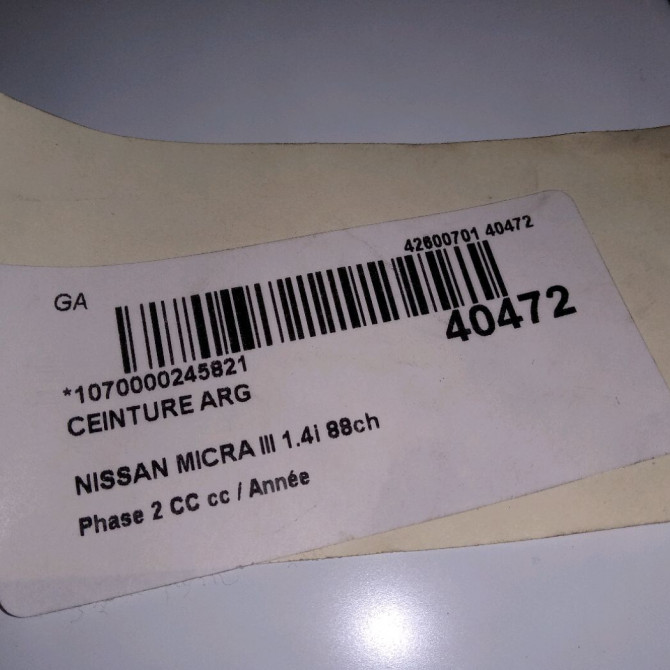 GA
42800701 40472
40472
*1070000245821
CEINTURE ARG
NISSAN MICRA III 1.4i 88ch
Phase 2 CC cc / Année